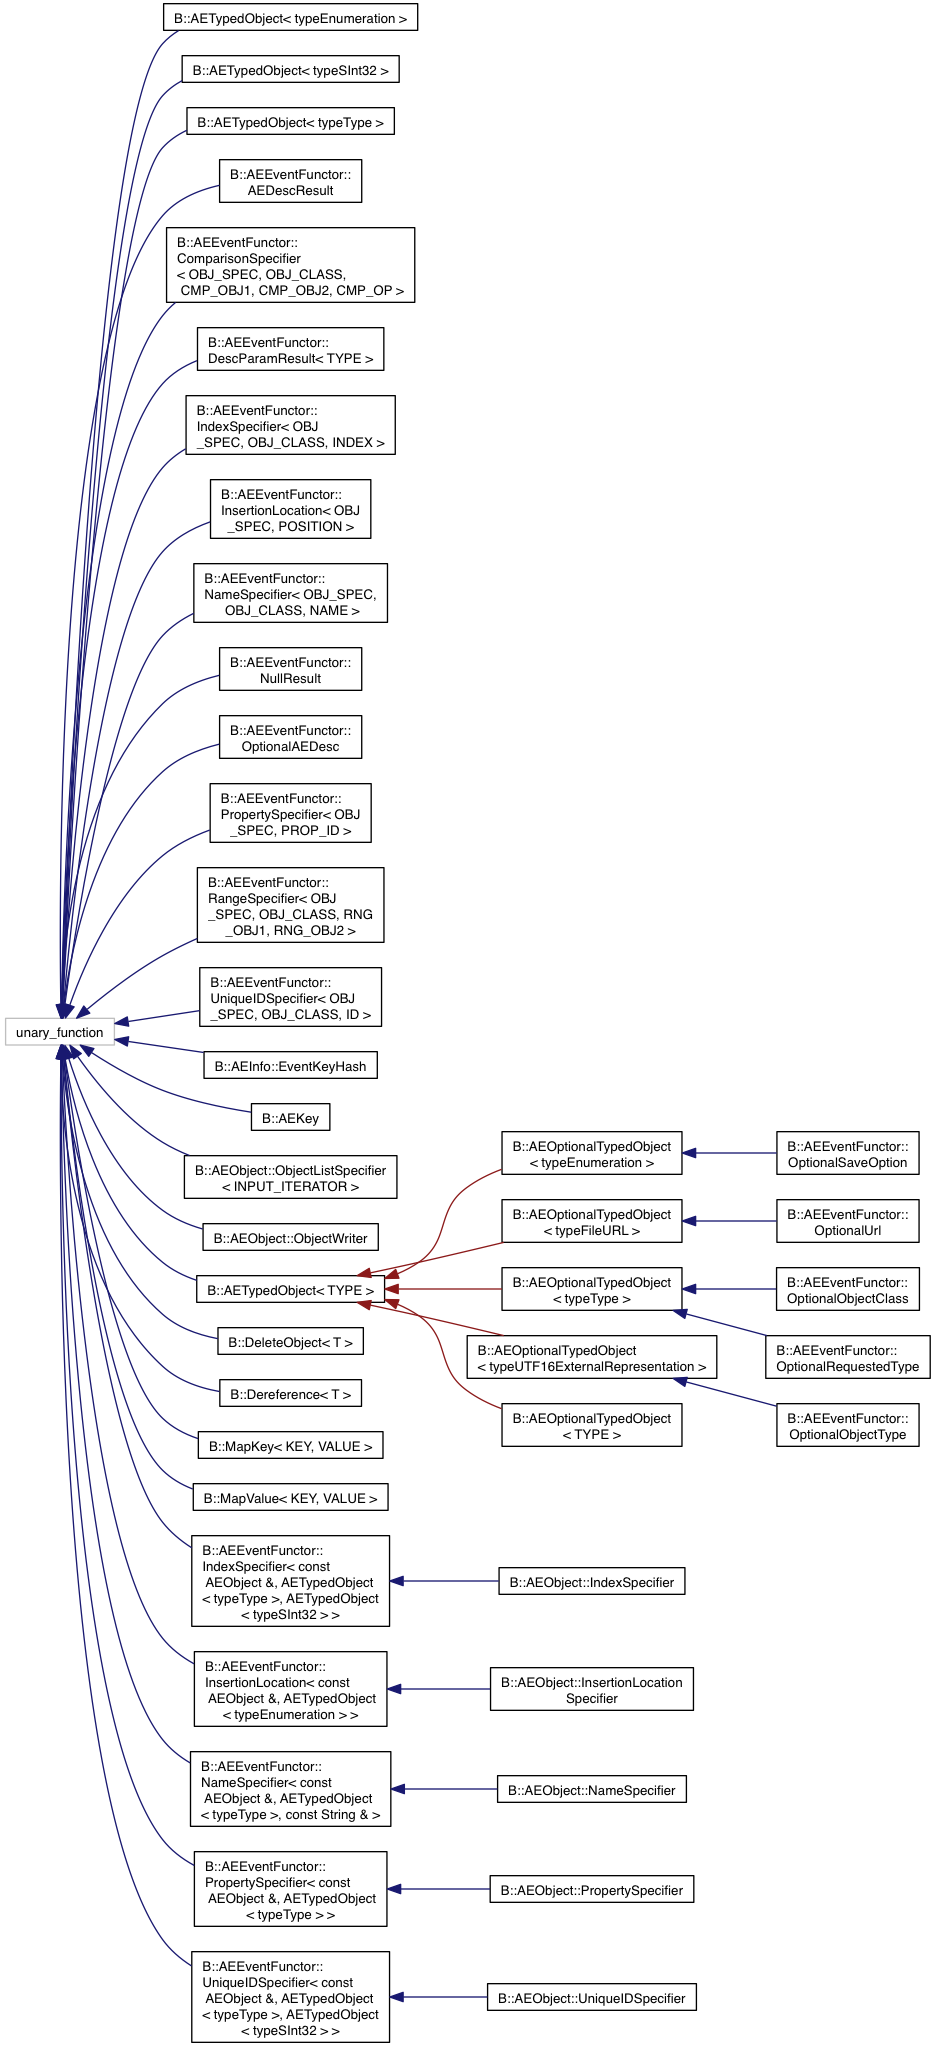 B::AETypedObject< typeEnumeration >
B::AETypedObject< typeSInt32 >
B::AETypedObject< typeType >
B::AEEventFunctor::
AEDescResult
B::AEEventFunctor::
ComparisonSpecifier
< OBJ_SPEC, OBJ_CLASS,
CMP_OBJ1, CMP_OBJ2, CMP_OP >
B::AEEventFunctor::
DescParamResult< TYPE >
B::AEEventFunctor::
IndexSpecifier< OBJ
_SPEC, OBJ_CLASS, INDEX >
B::AEEventFunctor::
InsertionLocation< OBJ
_SPEC, POSITION >
B::AEEventFunctor::
NameSpecifier< OBJ_SPEC,
OBJ_CLASS, NAME >
B::AEEventFunctor::
NullResult
B::AEEventFunctor::
OptionalAEDesc
B::AEEventFunctor::
PropertySpecifier< OBJ
_SPEC, PROP_ID >
B::AEEventFunctor::
RangeSpecifier< OBJ
_SPEC, OBJ_CLASS, RNG
_OBJ1, RNG_OBJ2 >
B::AEEventFunctor::
UniqueIDSpecifier< OBJ
_SPEC, OBJ_CLASS, ID >
unary_function
B::AEInfo::EventKeyHash
B::AEKey
B::AEObject::ObjectListSpecifier
< INPUT_ITERATOR >
B::AEObject::ObjectWriter
B::AETypedObject< TYPE >
B::AEOptionalTypedObject
< typeEnumeration >
B::AEEventFunctor::
OptionalSaveOption
B::AEOptionalTypedObject
< typeFileURL >
B::AEEventFunctor::
OptionalUrl
B::AEOptionalTypedObject
< typeType >
B::AEEventFunctor::
OptionalObjectClass
B::AEOptionalTypedObject
< typeUTF16ExternalRepresentation >
B::AEEventFunctor::
OptionalRequestedType
B::AEOptionalTypedObject
< TYPE >
B::AEEventFunctor::
OptionalObjectType
B::DeleteObject< T >
B::Dereference< T >
B::MapKey< KEY, VALUE >
B::MapValue< KEY, VALUE >
B::AEEventFunctor::
IndexSpecifier< const
AEObject &, AETypedObject
< typeType >, AETypedObject
< typeSInt32 > >
B::AEObject::IndexSpecifier
B::AEEventFunctor::
InsertionLocation< const
AEObject &, AETypedObject
< typeEnumeration > >
B::AEObject::InsertionLocation
Specifier
B::AEEventFunctor::
NameSpecifier< const
AEObject &, AETypedObject
< typeType >, const String & >
B::AEObject::NameSpecifier
B::AEEventFunctor::
PropertySpecifier< const
AEObject &, AETypedObject
< typeType > >
B::AEObject::PropertySpecifier
B::AEEventFunctor::
UniqueIDSpecifier< const
AEObject &, AETypedObject
< typeType >, AETypedObject
< typeSInt32 > >
B::AEObject::UniqueIDSpecifier